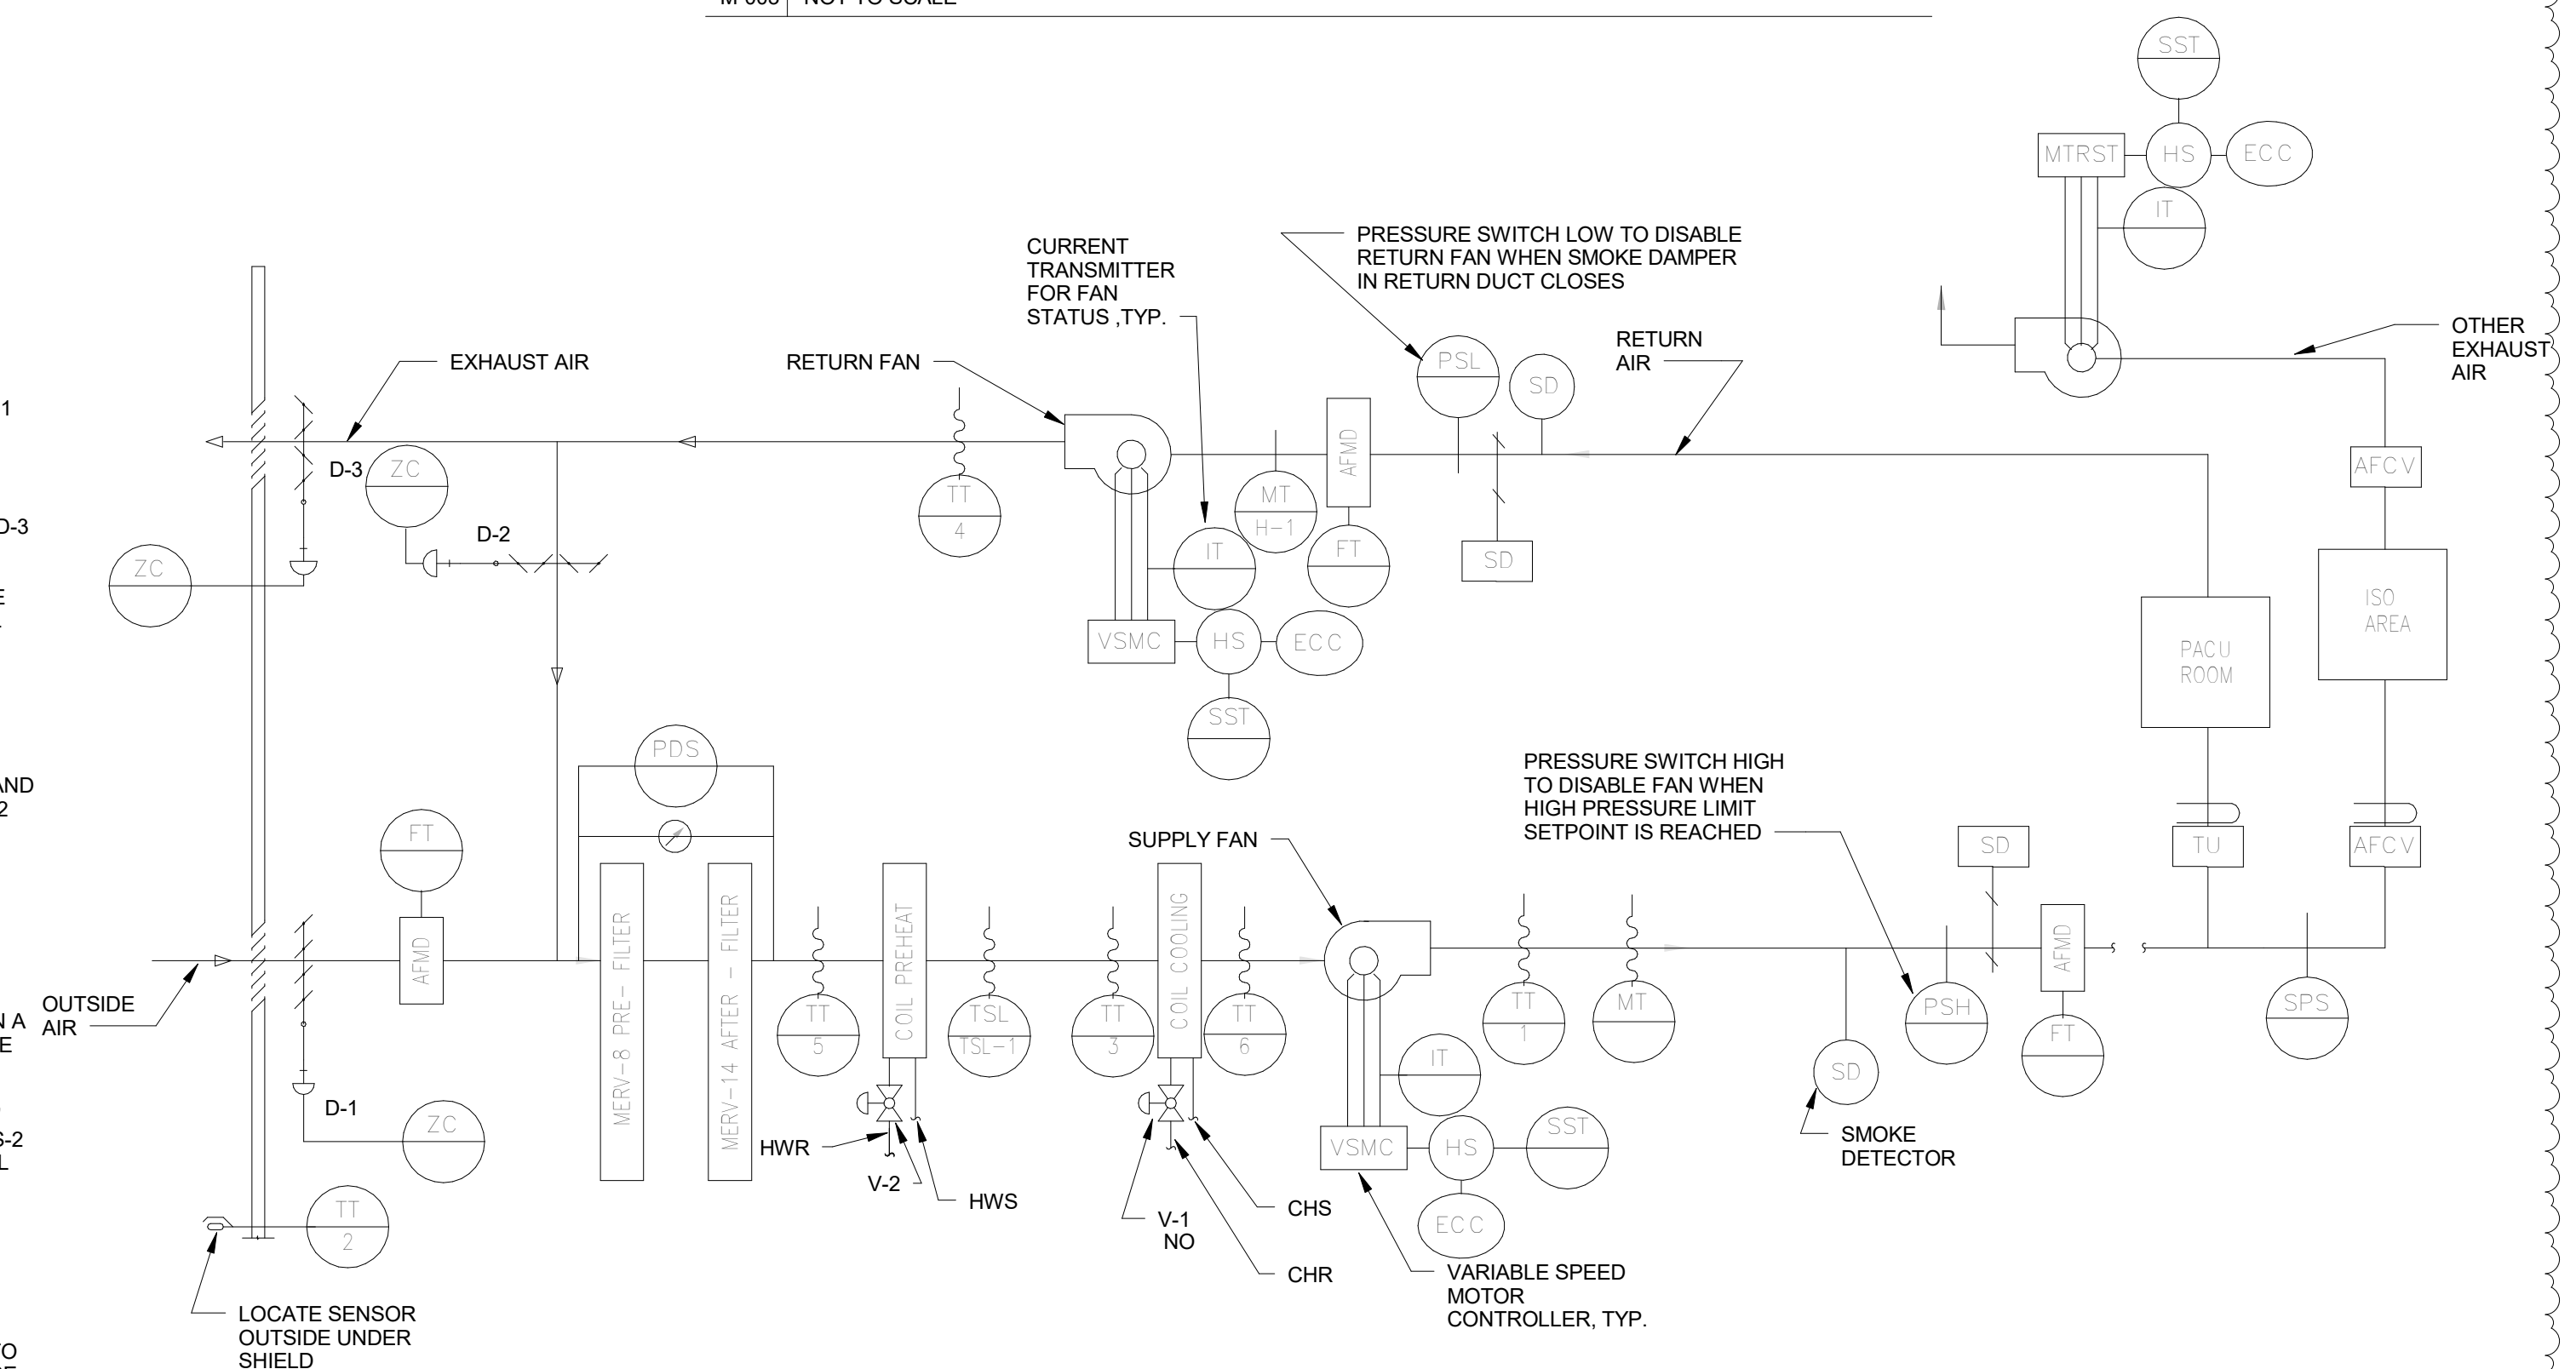 M-603 NOT TO SCALE
SST
MTRST
HS
ECC
IT
CURRENT
TRANSMITTER
FOR FAN
STATUS ,TYP.
PRESSURE SWITCH LOW TO DISABLE
RETURN FAN WHEN SMOKE DAMPER
IN RETURN DUCT CLOSES
OTHER
EXHAUST
AIR
EXHAUST AIR
RETURN FAN
PSL
SD
RETURN
AIR
1
D-3
ZC
TT
4
MT
H-1
AFMD
AFCV
D-3
D-2
ZC
IT
FT
SD
ISO
AREA
E
VSMC
HS
ECC
PACU
ROOM
SST
PDS
AND
2
FT
SUPPLY FAN
PRESSURE SWITCH HIGH
TO DISABLE FAN WHEN
HIGH PRESSURE LIMIT
SETPOINT IS REACHED
SD
TU
AFCV
AFMD
MERV-8 PRE- FILTER
MERV-14 AFTER - FILTER
COIL PREHEAT
COIL COOLING
AFMD
OUTSIDE
AIR
N A
E
TT
5
TSL
TSL-1
TT
3
TT
6
TT
1
MT
PSH
FT
SPS
IT
SD
D-1
ZC
S-2
L
HWR
V-2
HWS
V-1
NO
CHS
CHR
VSMC
HS
SST
ECC
SMOKE
DETECTOR
TT
2
VARIABLE SPEED
MOTOR
CONTROLLER, TYP.
LOCATE SENSOR
OUTSIDE UNDER
SHIELD
TO